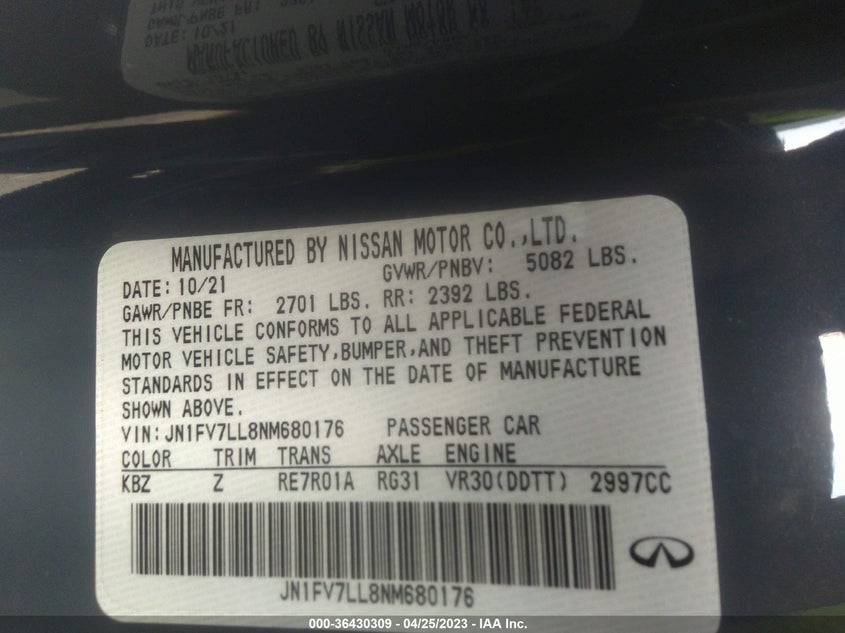 MANUFACTURED BY NISSAN MOTOR CO.,LTD.
DATE: 10/21 GVWR/PNBV: 5082 LBS.
GAWR/PNBE FR: 2701 LBS. RR: 2392 LBS.
THIS VEHICLE CONFORMS TO ALL APPLICABLE FEDERAL
MOTOR VEHICLE SAFETY,BUMPER,AND THEFT PREVENTION
STANDARDS IN EFFECT ON THE DATE OF MANUFACTURE
SHOWN ABOVE.
VIN:JN1FV7LL8NM680176 PASSENGER CAR
COLOR TRIM TRANS AXLE ENGINE
KBZ Z RE7R01A RG31 VR30(DDTT) 2997CC
JN1FV7LL8NM680176
000-36430309 - 04/25/2023 - IAA Inc.